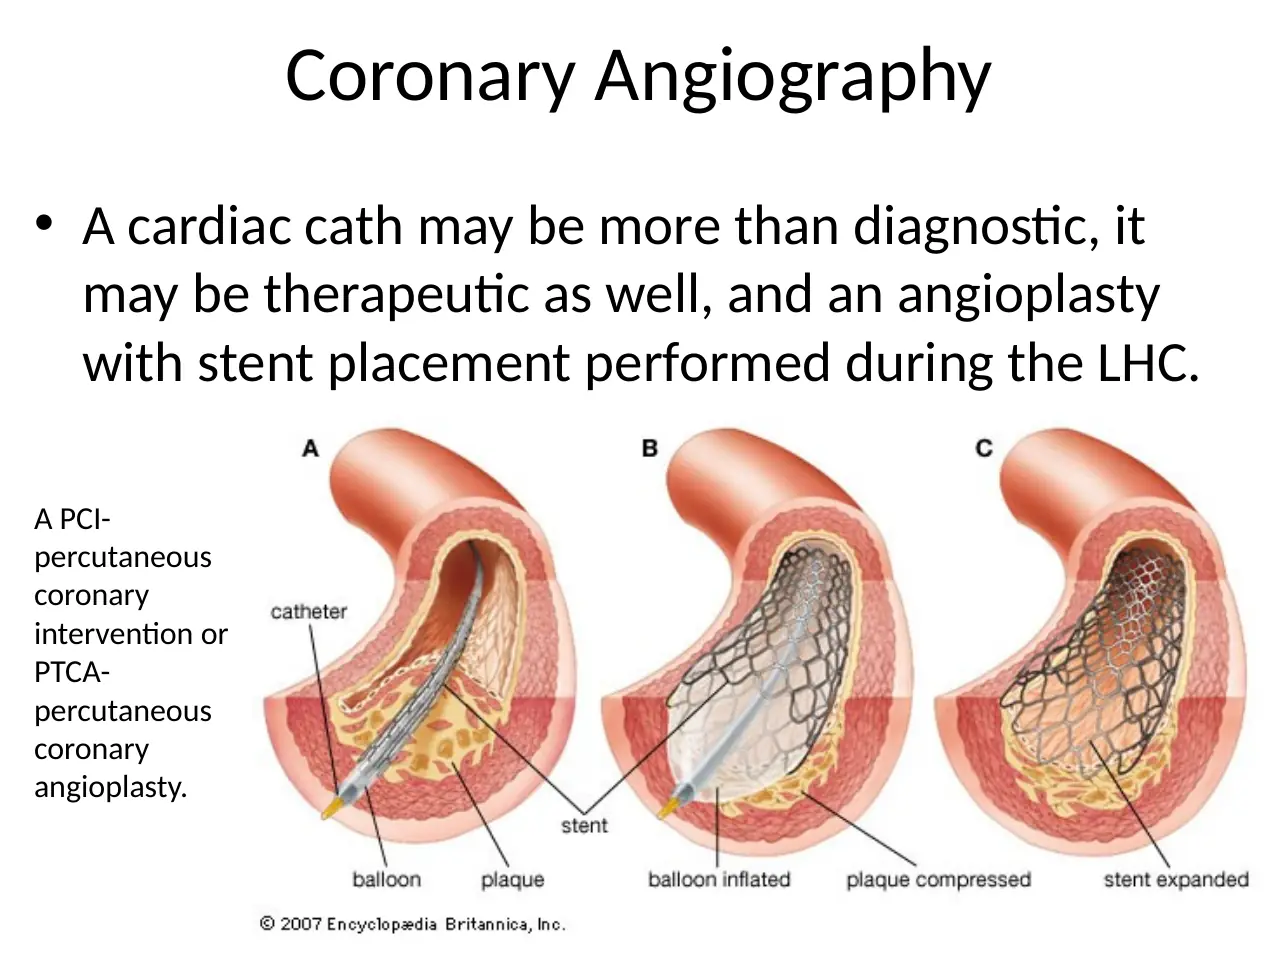 Coronary Angiography
• A cardiac cath may be more than diagnostic, it
may be therapeutic as well, and an angioplasty
with stent placement performed during the LHC.
A PCI-
percutaneous
coronary
intervention or
PTCA-
percutaneous
coronary
angioplasty.
A
B
C
catheter
stent
balloon
plaque
balloon inflated
plaque compressed
stent expanded
© 2007 Encyclopædia Britannica, Inc.